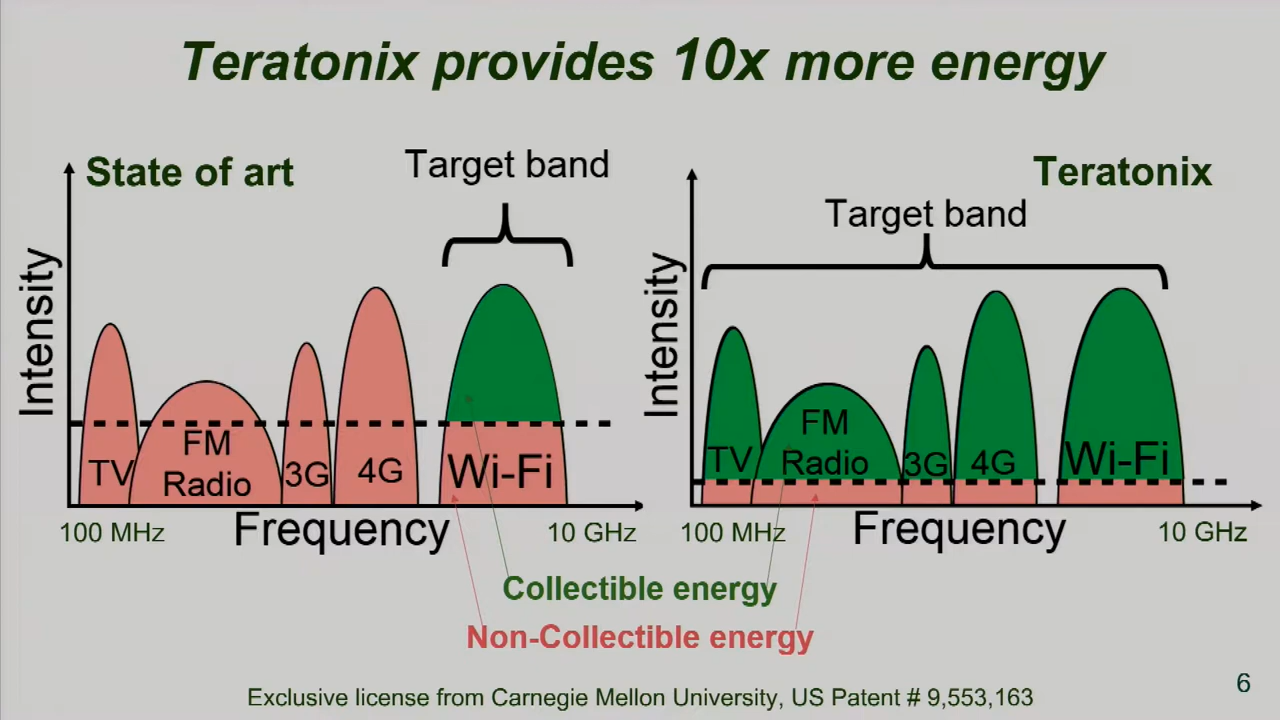 Teratonix provides 10x more energy
State of art
Target band
Intensity
TV
FM
Radio
3G
4G
Wi-Fi
100 MHz
Frequency
10 GHz
Teratonix
Target band
Intensity
TV
FM
Radio
3G
4G
Wi-Fi
100 MHz
Frequency
10 GHz
Collectible energy
Non-Collectible energy
Exclusive license from Carnegie Mellon University, US Patent # 9,553,163
6